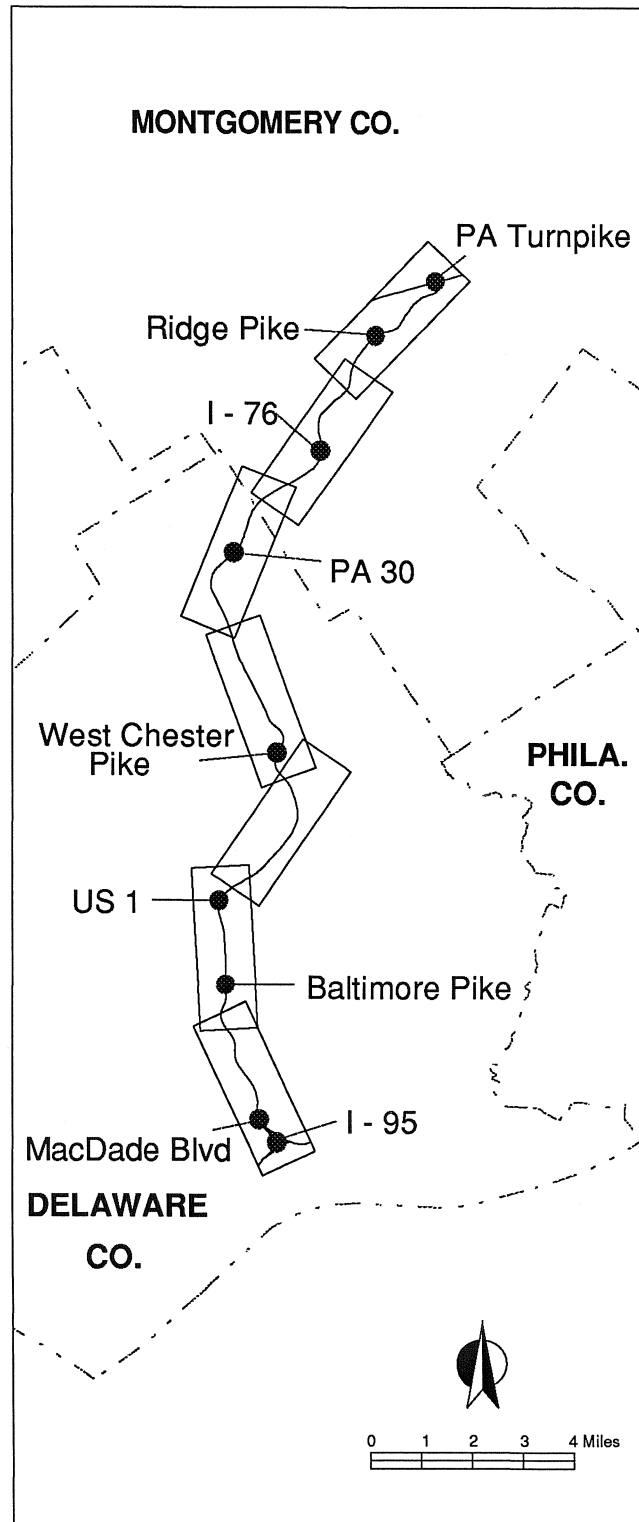 MONTGOMERY CO.
PA Turnpike
Ridge Pike
I - 76
PA 30
West Chester
Pike
PHILA.
CO.
US 1
Baltimore Pike
I - 95
MacDade Blvd
DELAWARE
CO.
0 1 2 3 4 Miles